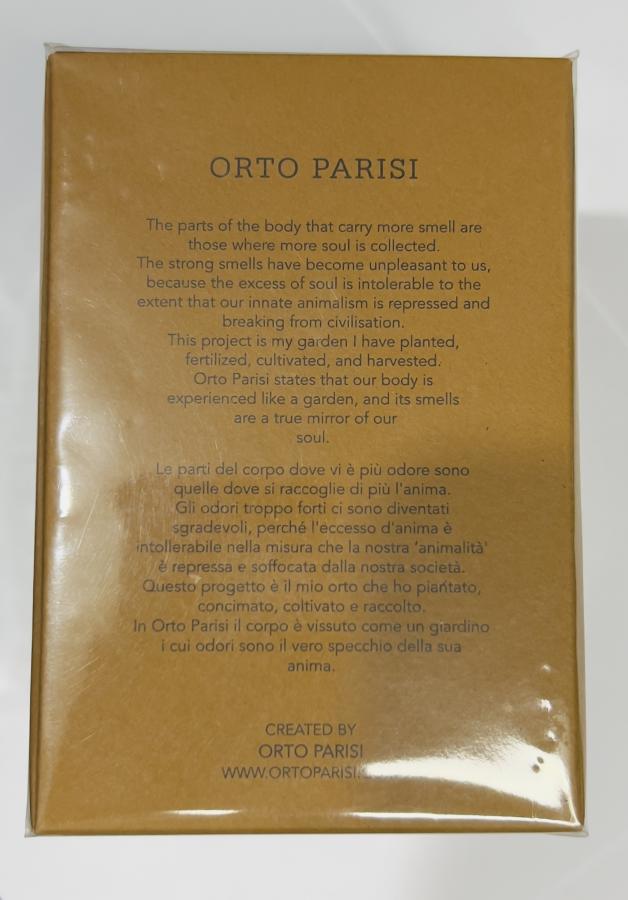 ORTO PARISI
The parts of the body that carry more smell are
those where more soul is collected.
The strong smells have become unpleasant to us,
because the excess of soul is intolerable to the
extent that our innate animalism is repressed and
breaking from civilisation.
This project is my garden I have planted,
fertilized, cultivated, and harvested.
Orto Parisi states that our body is
experienced like a garden, and its smells
are a true mirror of our
soul.
Le parti del corpo dove vi è più odore sono
quelle dove si raccoglie di più l'anima.
Gli odori troppo forti ci sono diventati
sgradevoli, perché l'eccesso d'anima è
intollerabile nella misura che la nostra 'animalità'
è repressa e soffocata dalla nostra società.
Questo progetto è il mio orto che ho piantato,
concimato, coltivato e raccolto.
In Orto Parisi il corpo è vissuto come un giardino
i cui odori sono il vero specchio della sua
anima.
CREATED BY
ORTO PARISI
WWW.ORTOPARISI.